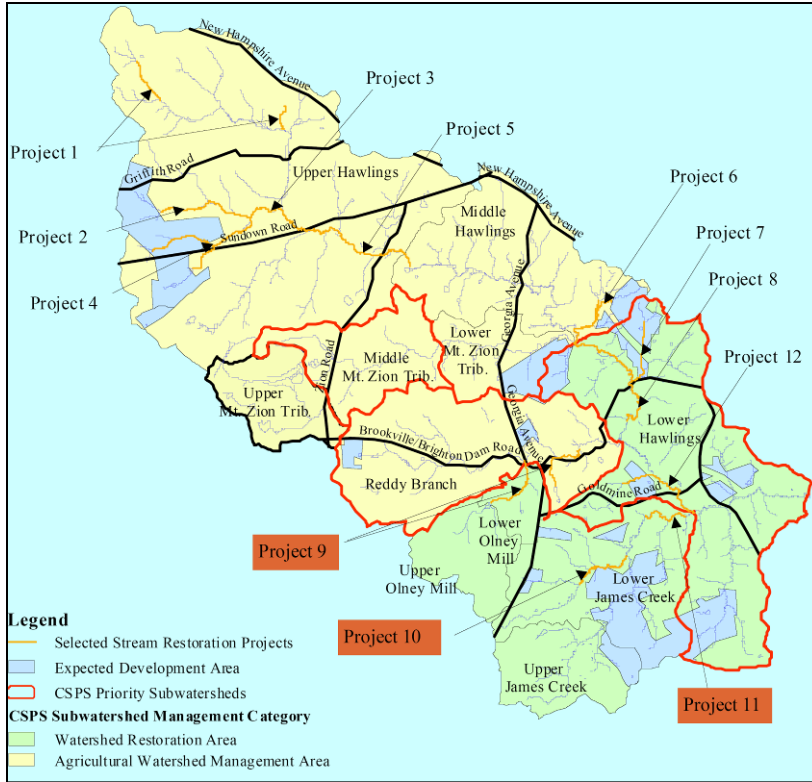 New Hampshire
Avenue
Project 3
Project 1
Project 5
Griffith Road
Upper Hawlings
New Hampshire
Avenue
Project 6
Middle
Hawlings
Project 2
Sundown Road
Project 7
Project 8
Project 4
Georgia Avenue
Project 12
Lower
Mt. Zion
Trib.
Zion Road
Middle
Mt. Zion Trib.
Upper
Mt. Zion Trib.
Georgia Avenue
Lower
Hawlings
Brookville/Brighton Dam Road
Reddy Branch
Goldmine Road
Project 9
Lower
Olney
Mill
Upper
Olney Mill
Lower
James Creek
Project 10
Upper
James Creek
Project 11
Legend
Selected Stream Restoration Projects
Expected Development Area
CSPS Priority Subwatersheds
CSPS Subwatershed Management Category
Watershed Restoration Area
Agricultural Watershed Management Area